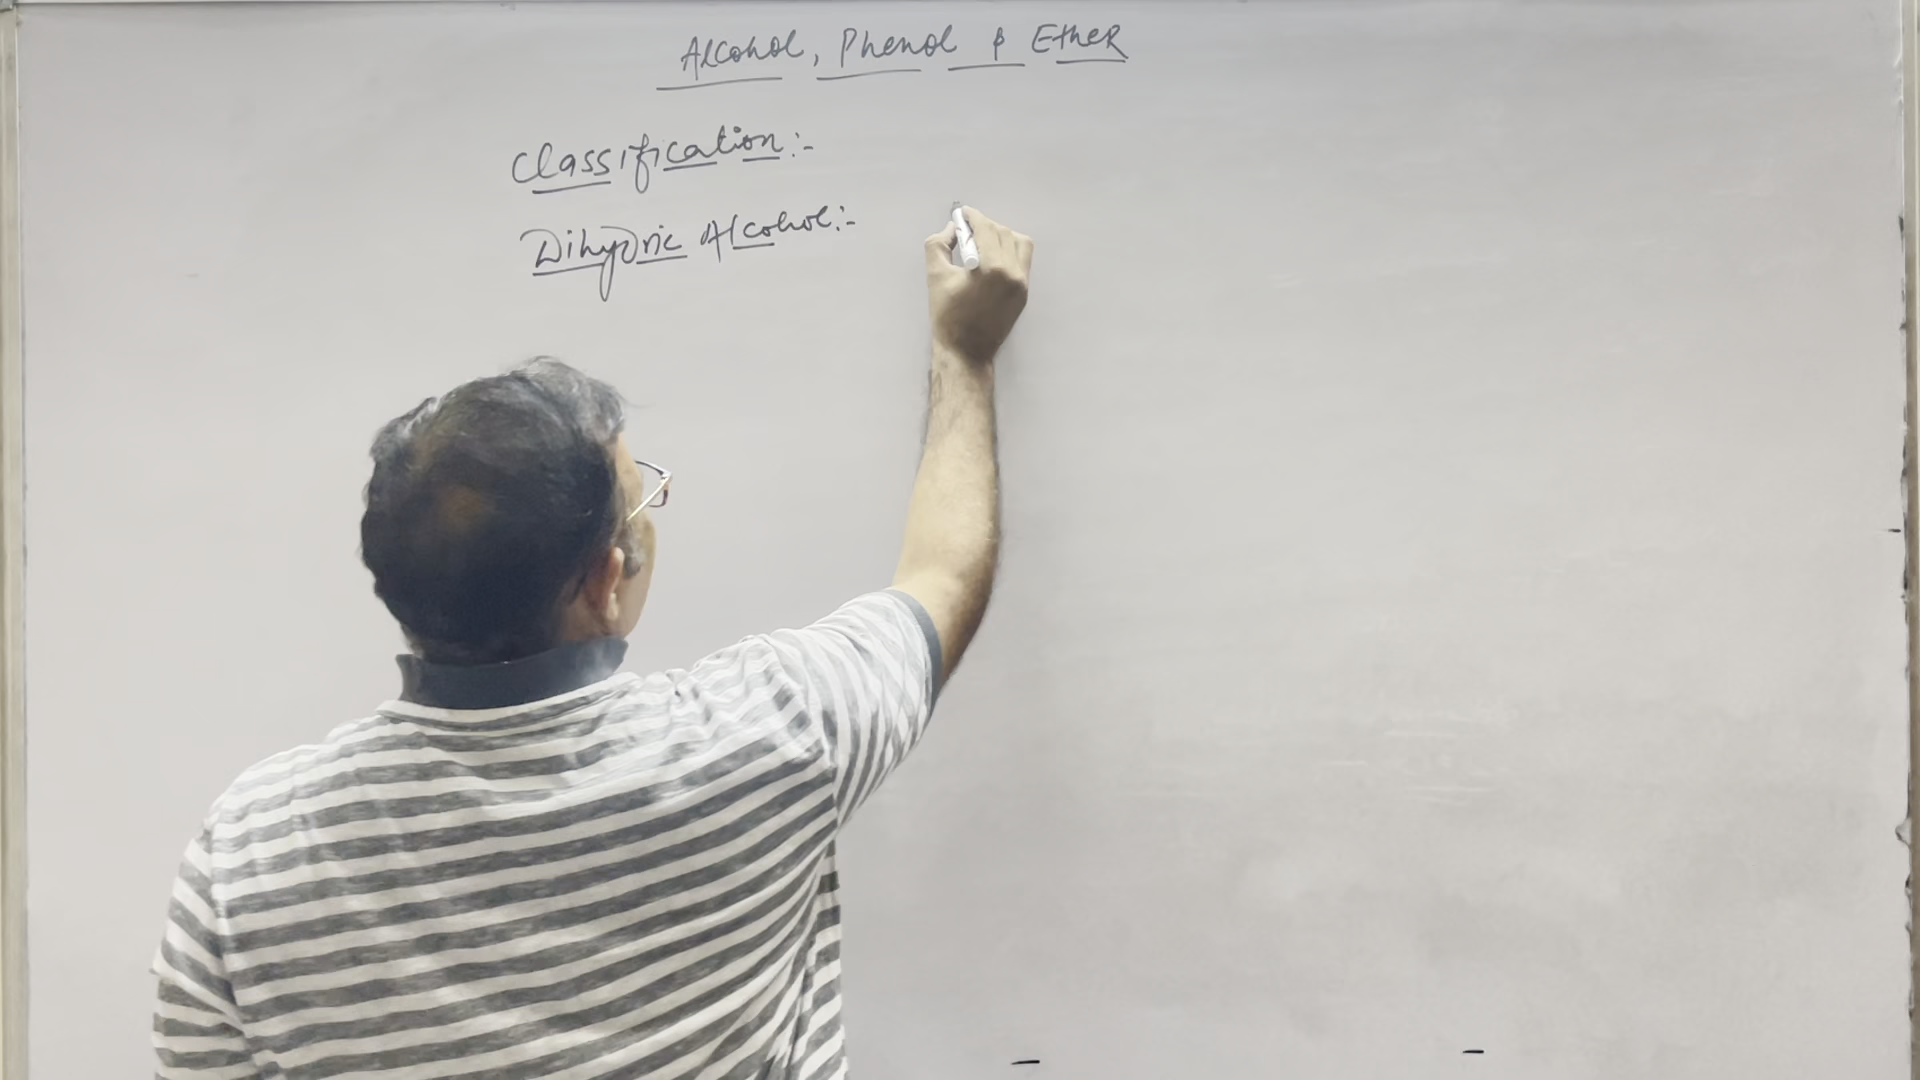 Alcohol, Phenol & Ether
Classification:-
Dihydric Alcohol:-